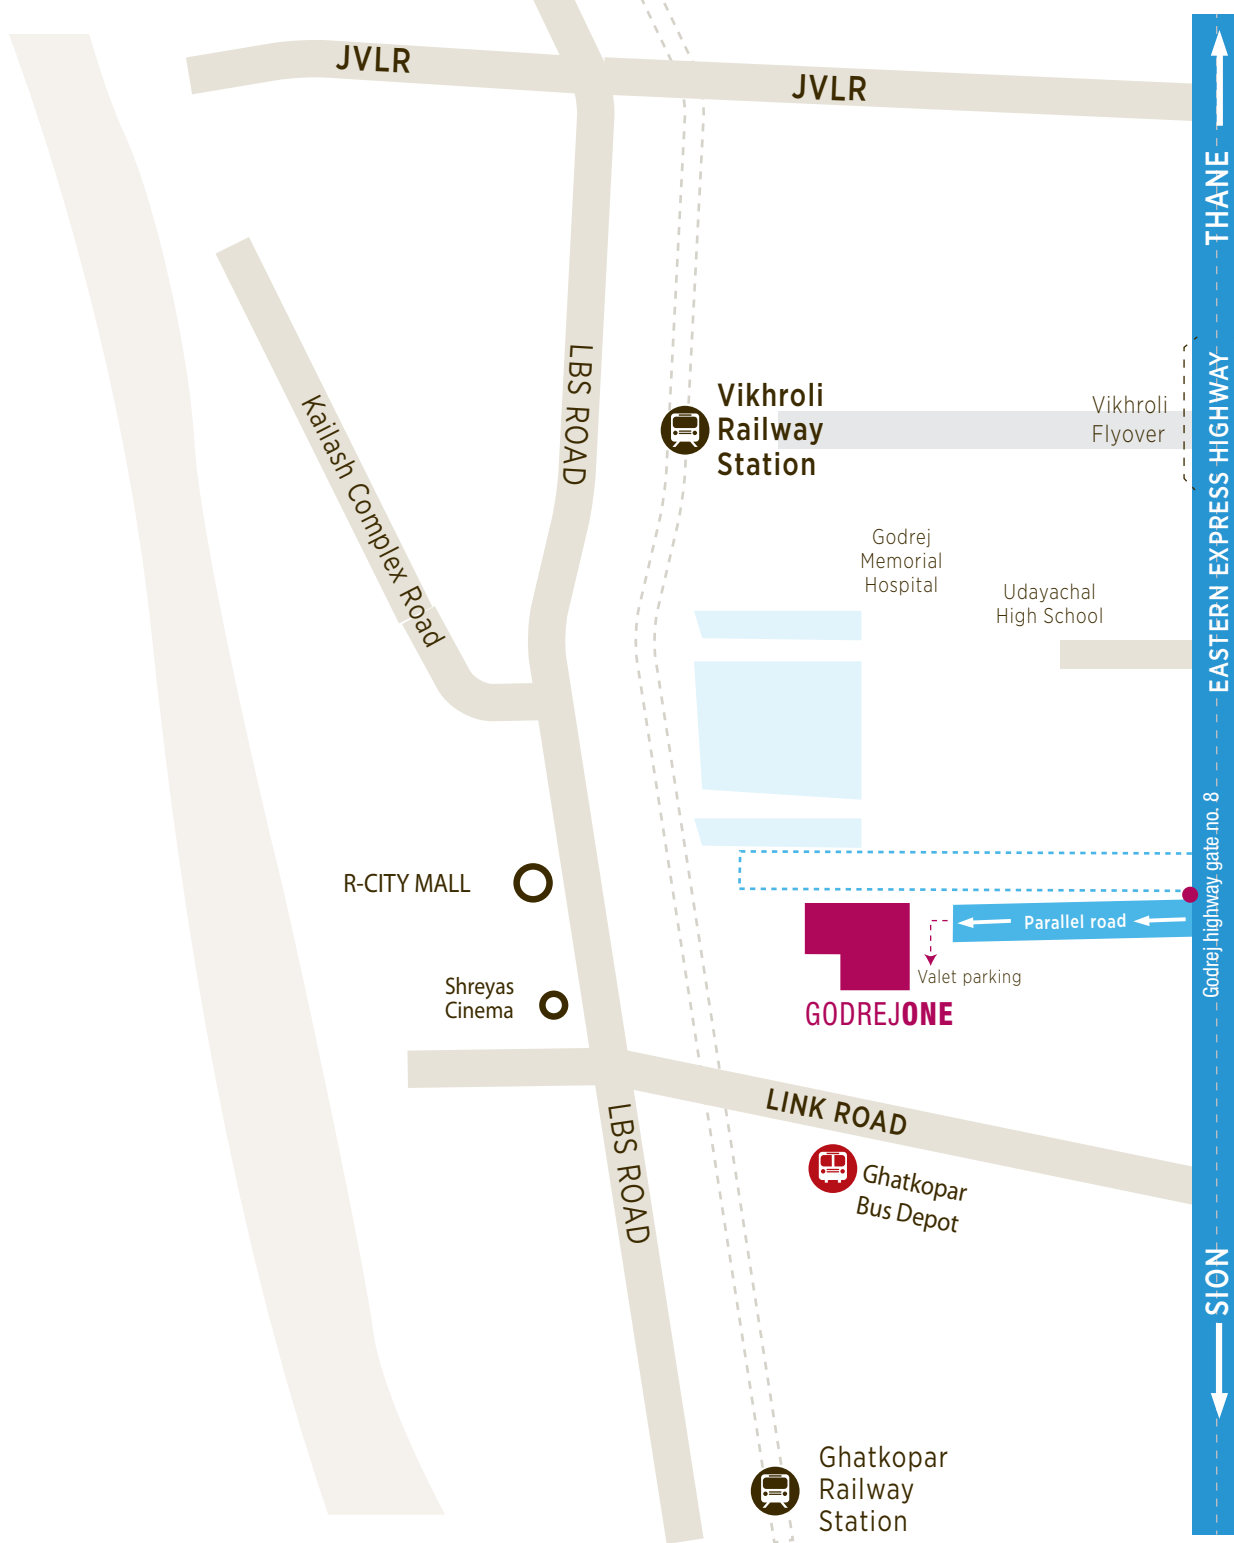 JVLR
JVLR
THANE
LBS ROAD
Vikhroli
Railway
Station
Vikhroli
Flyover
EASTERN EXPRESS HIGHWAY
Kailash Complex Road
Godrej
Memorial
Hospital
Udayachal
High School
Godrej highway gate no. 8
R-CITY MALL
Parallel road
Valet parking
Shreyas
Cinema
GODREJONE
LINK ROAD
LBS ROAD
Ghatkopar
Bus Depot
SION
Ghatkopar
Railway
Station